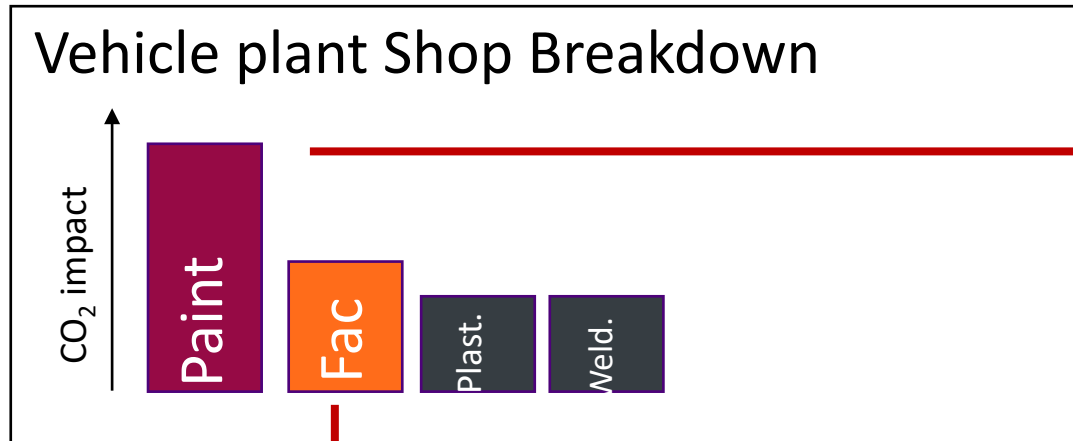 Vehicle plant Shop Breakdown
CO₂ impact
Paint
Fac
Plast.
Weld.